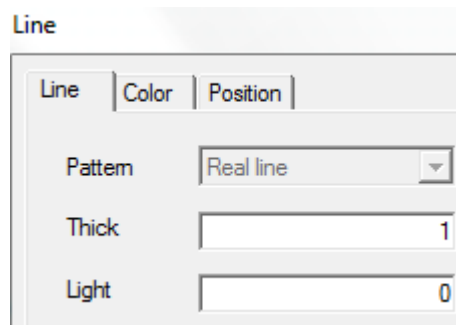 Line
Line Color Position
Pattern Real line
Thick 1
Light 0